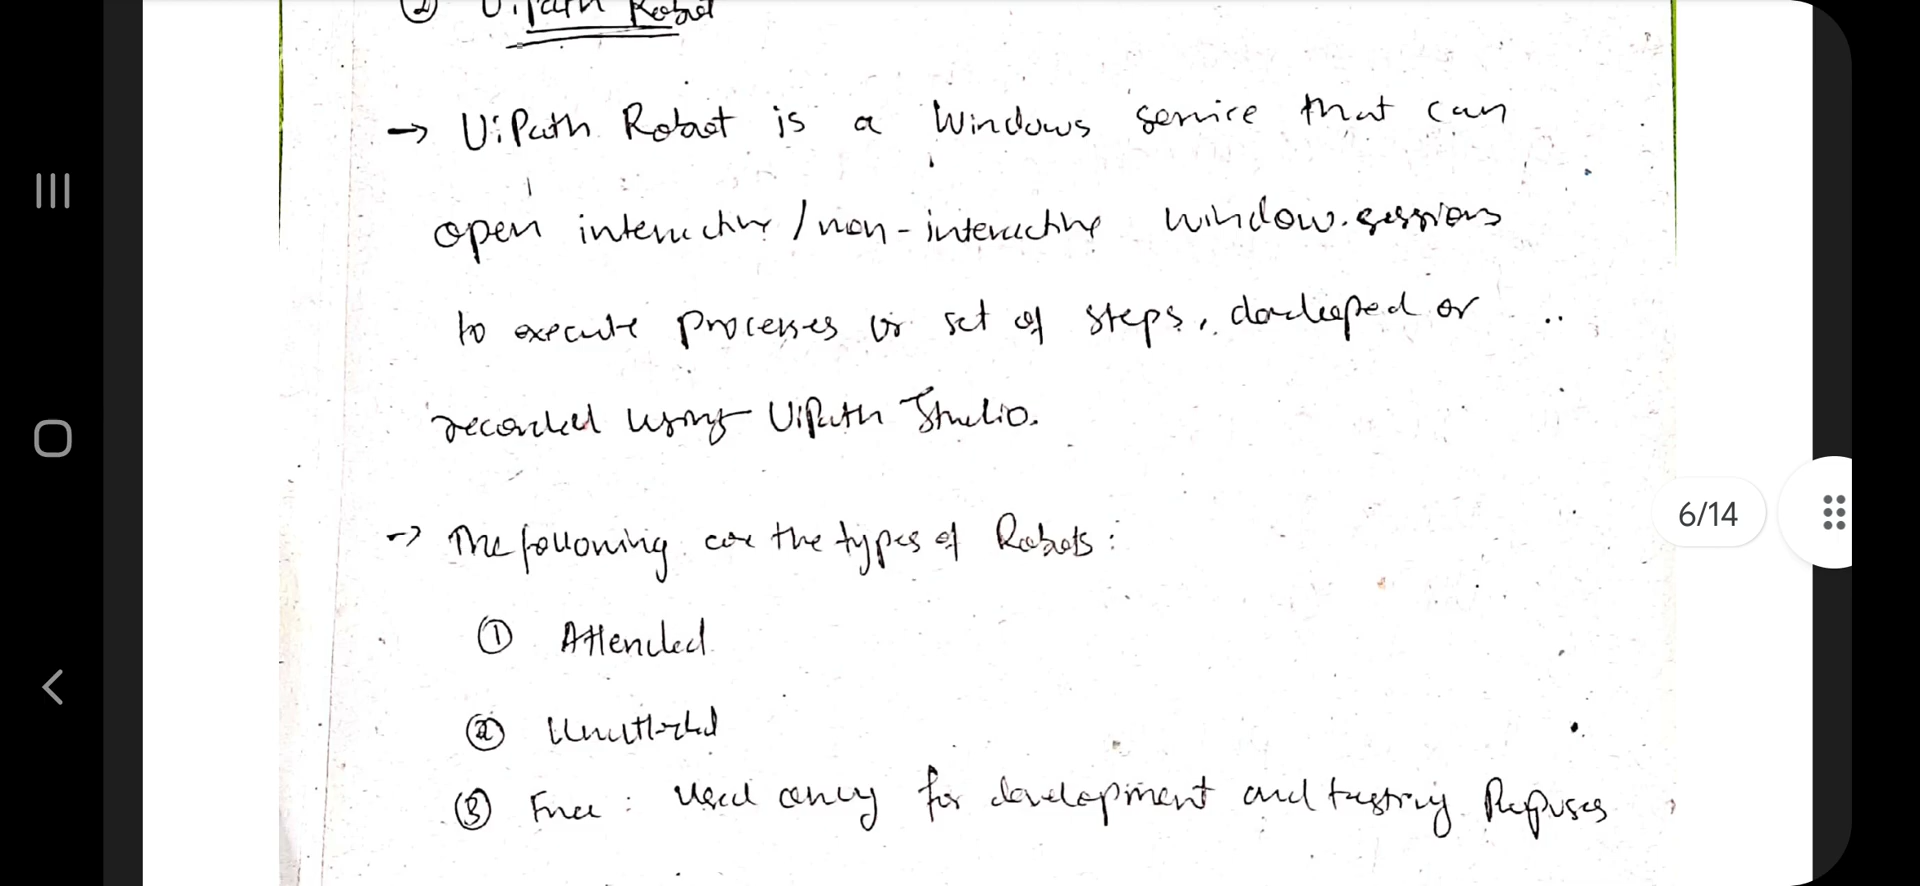 ② UiPath Robot
→ UiPath Robot is a Windows service that can
open interactive / non-interactive window sessions
to execute processes or set of steps, developed or
recorded using UiPath Studio.
→ The following are the types of Robots:
① Attended
② Unattended
③ Free: Used only for development and testing Purposes
6/14